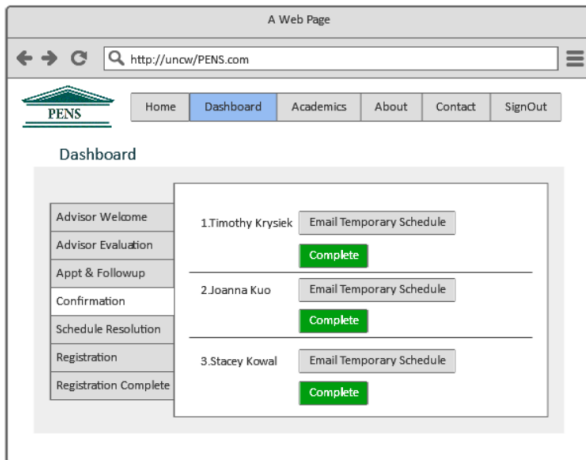 A Web Page
http://uncw/PENS.com
PENS
Home Dashboard Academics About Contact SignOut
Dashboard
Advisor Welcome
Advisor Evaluation
Appt & Followup
Confirmation
Schedule Resolution
Registration
Registration Complete
1.Timothy Krysiek Email Temporary Schedule
Complete
2.Joanna Kuo Email Temporary Schedule
Complete
3.Stacey Kowal Email Temporary Schedule
Complete